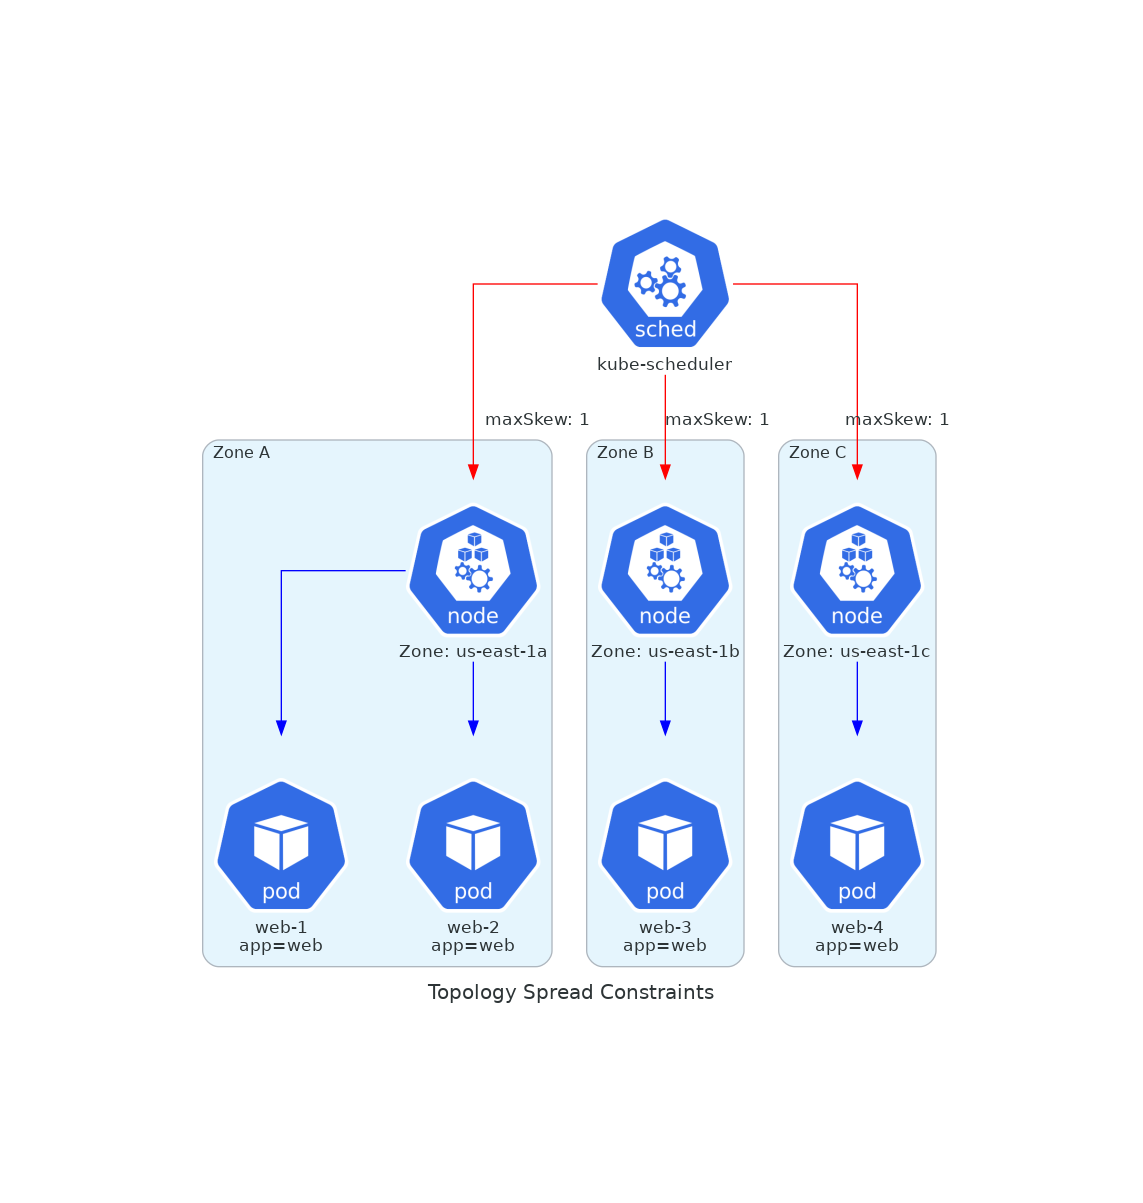 sched
kube-scheduler
maxSkew: 1
maxSkew: 1
maxSkew: 1
Zone A
Zone B
Zone C
node
node
node
Zone: us-east-1a
Zone: us-east-1b
Zone: us-east-1c
pod
pod
pod
pod
web-1
app=web
web-2
app=web
web-3
app=web
web-4
app=web
Topology Spread Constraints